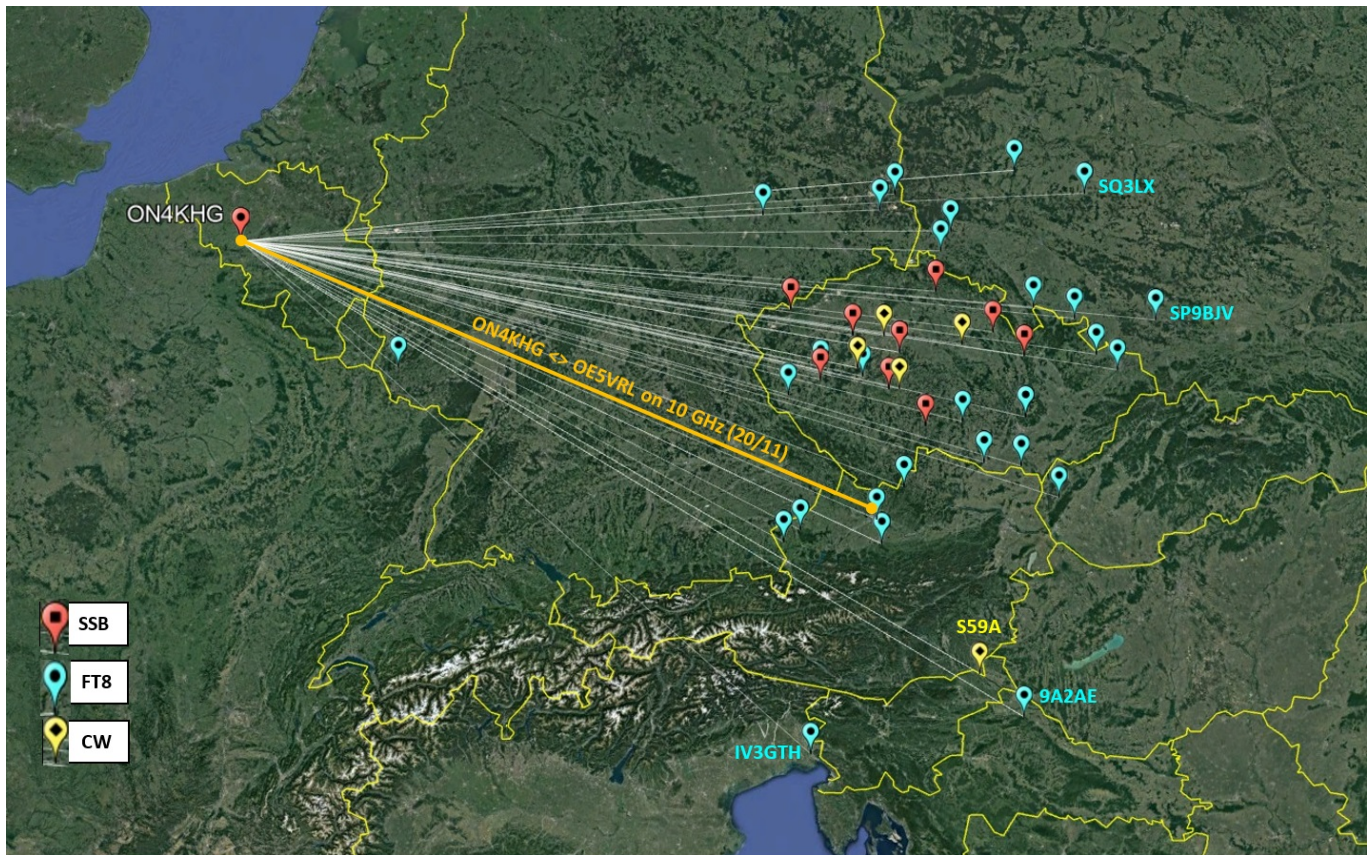 ON4KHG
SQ3LX
SP9BJV
ON4KHG <> OE5VRL on 10 GHz (20/11)
S59A
9A2AE
IV3GTH
SSB
FT8
CW